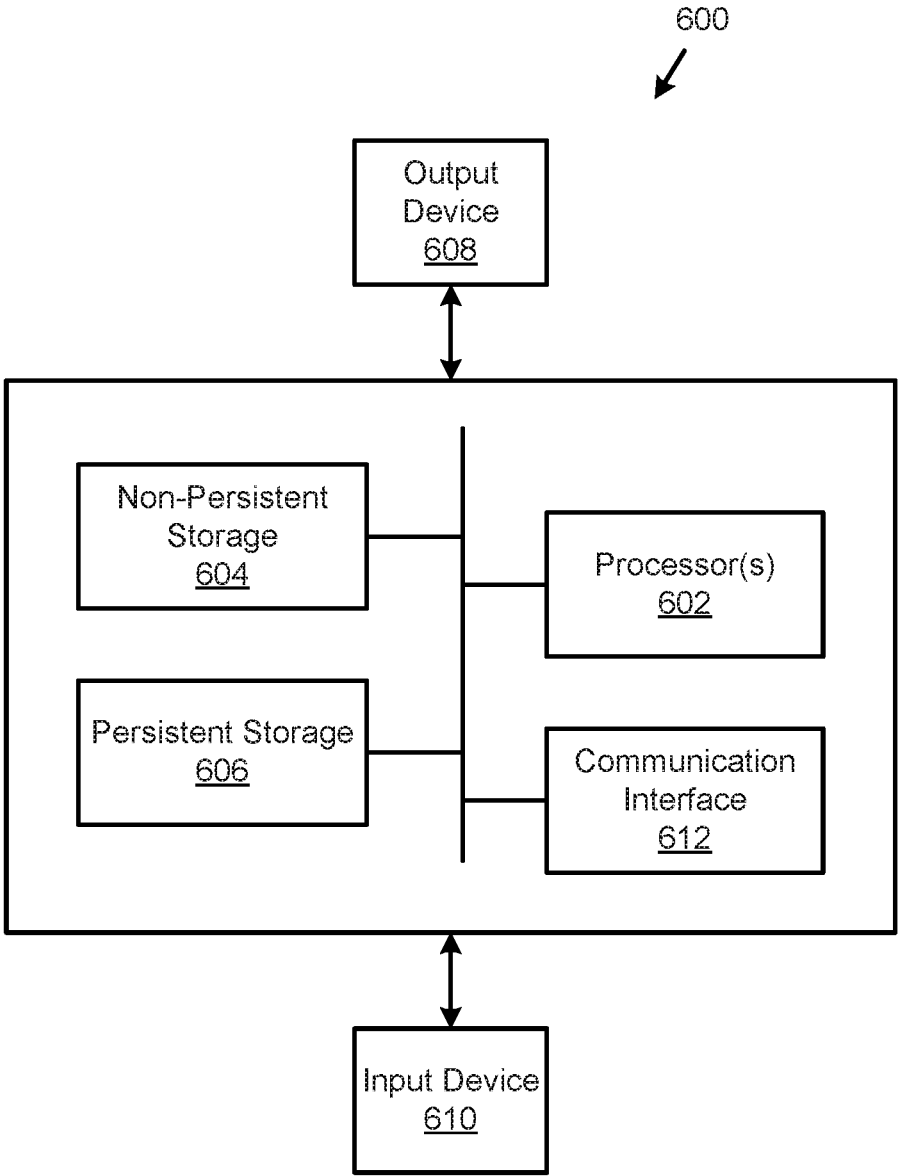 600
Output
Device
608
Non-Persistent
Storage
604
Processor(s)
602
Persistent Storage
606
Communication
Interface
612
Input Device
610